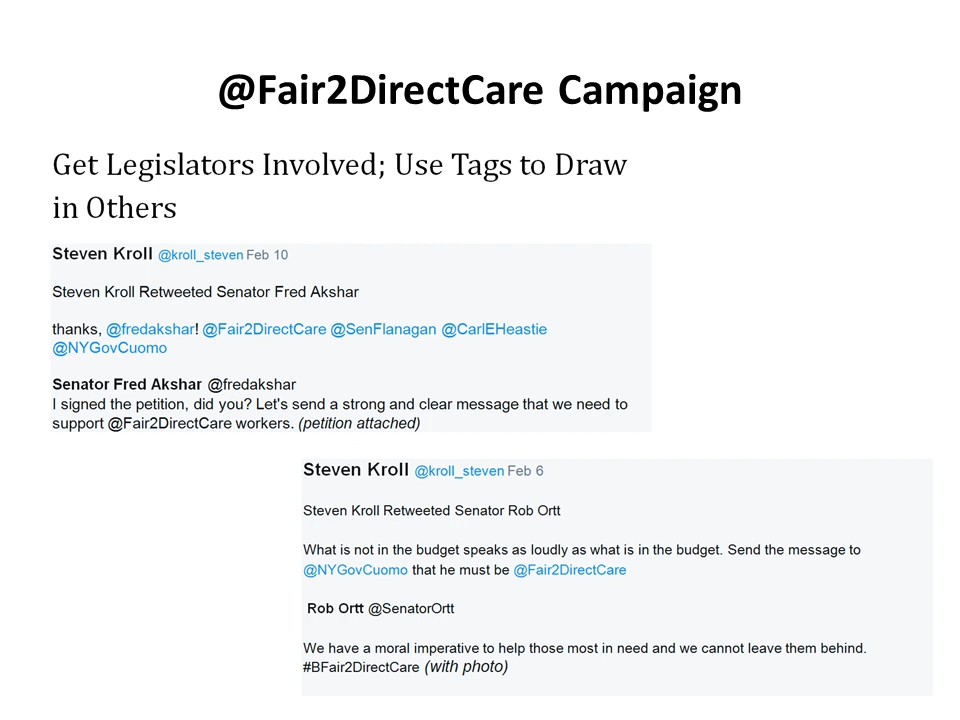 @Fair2DirectCare Campaign
Get Legislators Involved; Use Tags to Draw
in Others
Steven Kroll @kroll_steven Feb 10
Steven Kroll Retweeted Senator Fred Akshar
thanks, @fredakshar! @Fair2DirectCare @SenFlanagan @CarlEHeastie
@NYGovCuomo
Senator Fred Akshar @fredakshar
I signed the petition, did you? Let's send a strong and clear message that we need to
support @Fair2DirectCare workers. (petition attached)
Steven Kroll @kroll_steven Feb 6
Steven Kroll Retweeted Senator Rob Ortt
What is not in the budget speaks as loudly as what is in the budget. Send the message to
@NYGovCuomo that he must be @Fair2DirectCare
Rob Ortt @SenatorOrtt
We have a moral imperative to help those most in need and we cannot leave them behind.
#BFair2DirectCare (with photo)